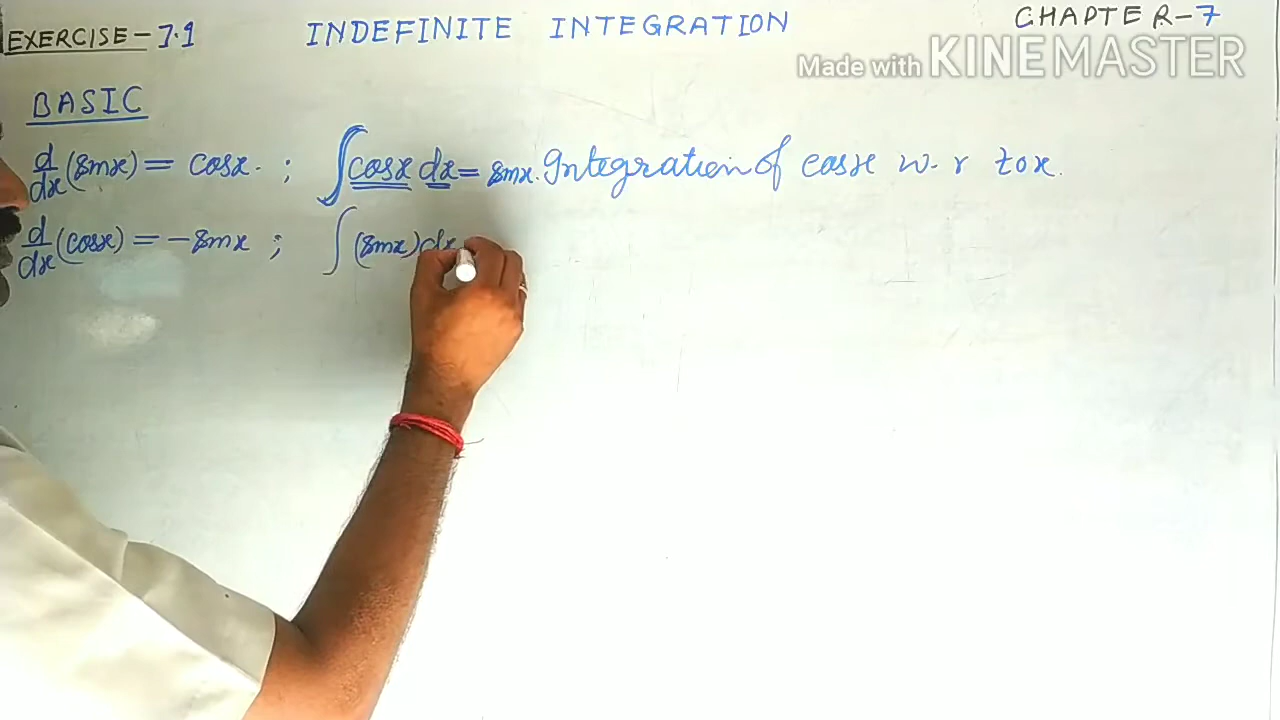 EXERCISE-7.1 INDEFINITE INTEGRATION CHAPTER-7
Made with KINEMASTER
BASIC
d/dx (sinx) = cosx. ; ∫cosx dx = sinx. Integration of cosx w.r to x.
d/dx (cosx) = -sinx ; ∫(sinx)dx